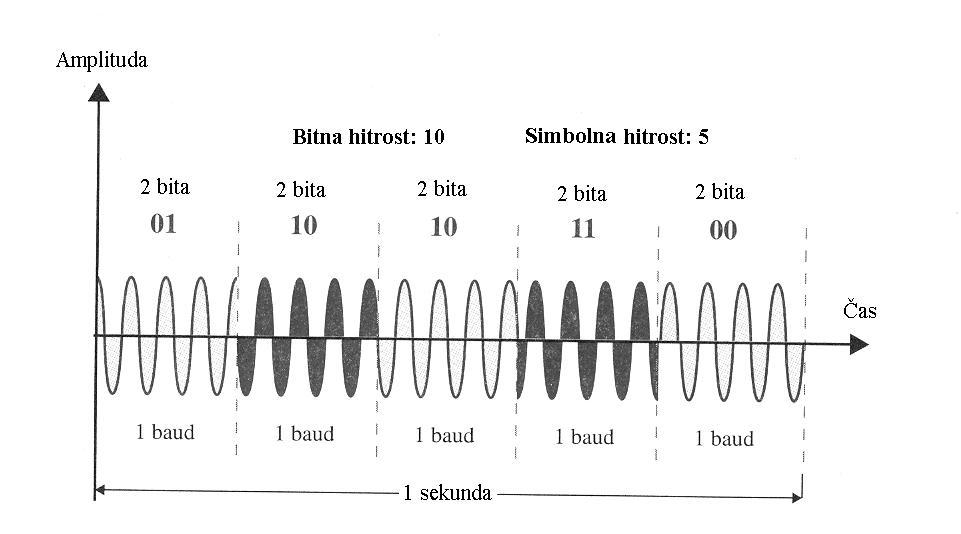 Amplituda
Bitna hitrost: 10 Simbolna hitrost: 5
2 bita 2 bita 2 bita 2 bita 2 bita
01 10 10 11 00
Čas
1 baud 1 baud 1 baud 1 baud 1 baud
1 sekunda